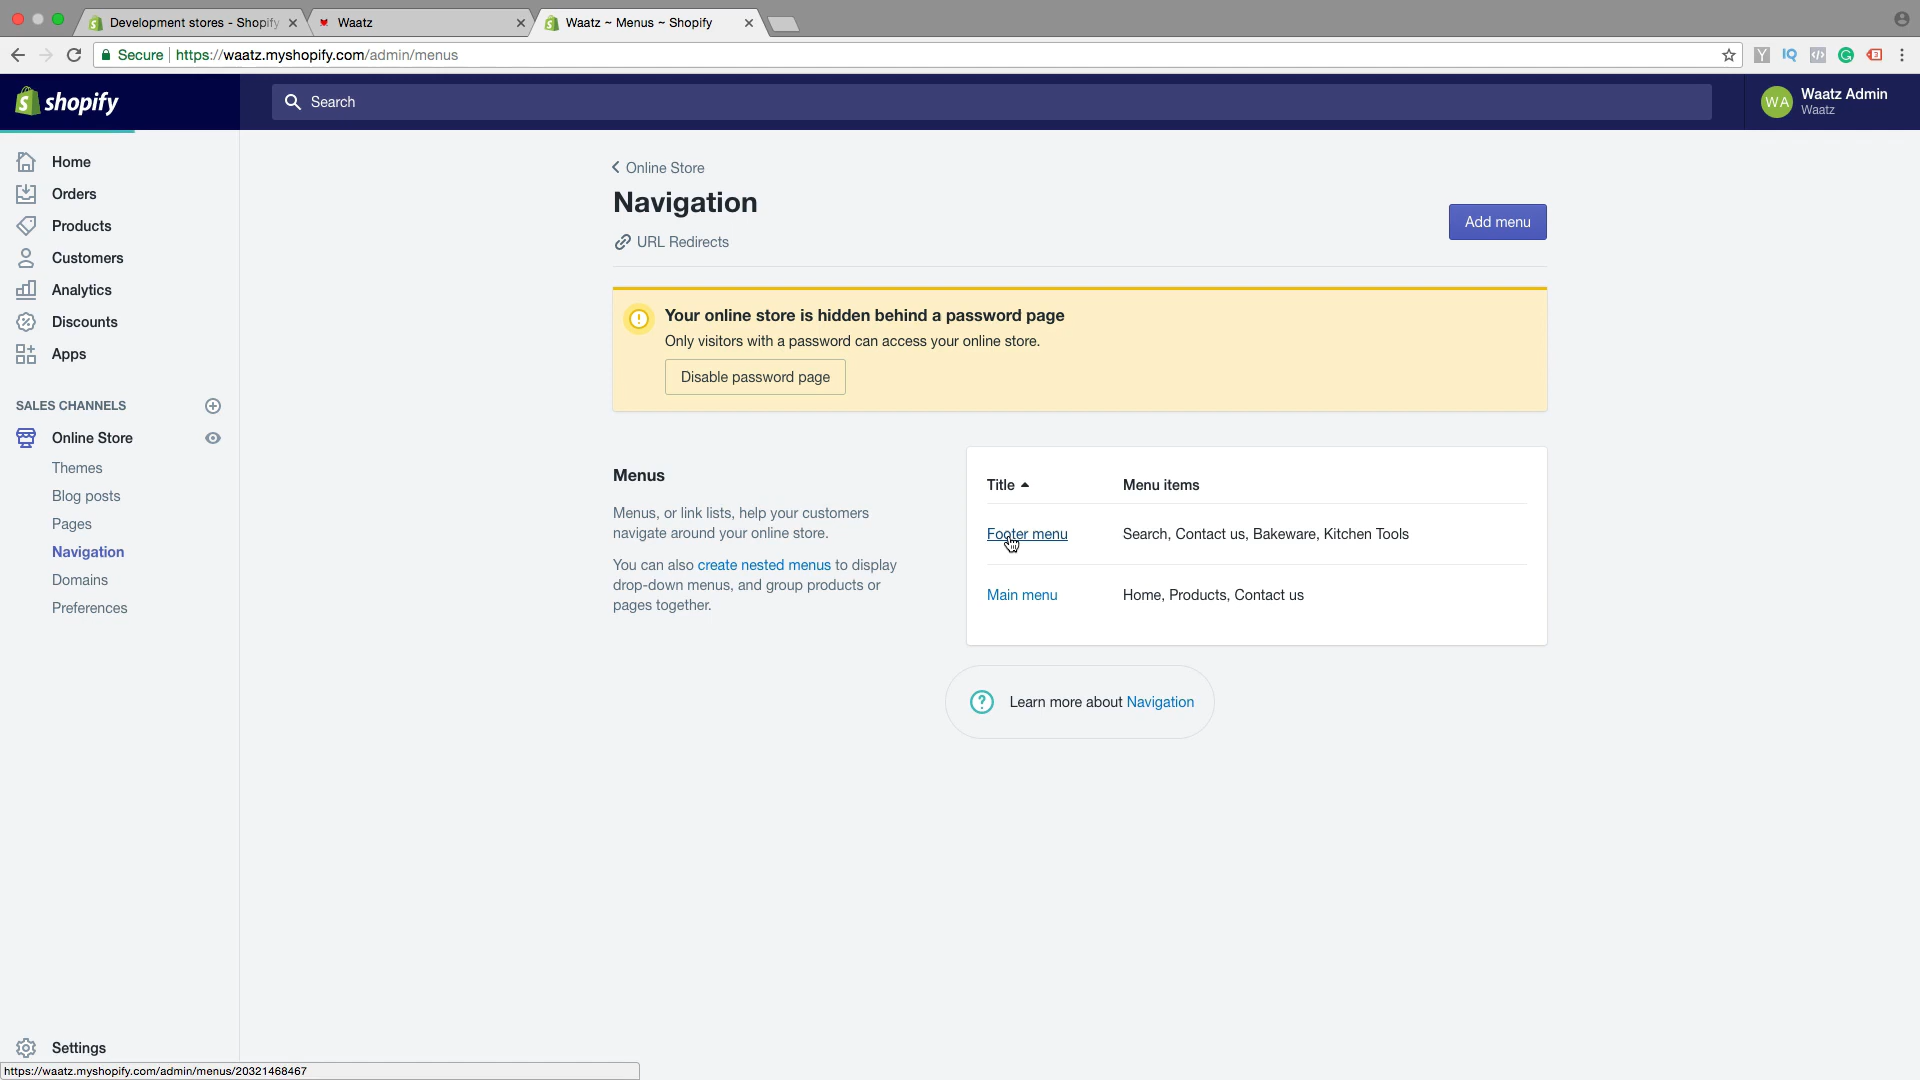 Development stores - Shopify
Waatz
Waatz ~ Menus ~ Shopify
Secure
https://waatz.myshopify.com/admin/menus
shopify
Search
WA
Waatz Admin
Waatz
Home
Orders
Products
Customers
Analytics
Discounts
Apps
SALES CHANNELS
Online Store
Themes
Blog posts
Pages
Navigation
Domains
Preferences
Settings
Online Store
Navigation
URL Redirects
Add menu
Your online store is hidden behind a password page
Only visitors with a password can access your online store.
Disable password page
Menus
Menus, or link lists, help your customers
navigate around your online store.
You can also create nested menus to display
drop-down menus, and group products or
pages together.
Title
Menu items
Footer menu
Search, Contact us, Bakeware, Kitchen Tools
Main menu
Home, Products, Contact us
Learn more about Navigation
https://waatz.myshopify.com/admin/menus/20321468467